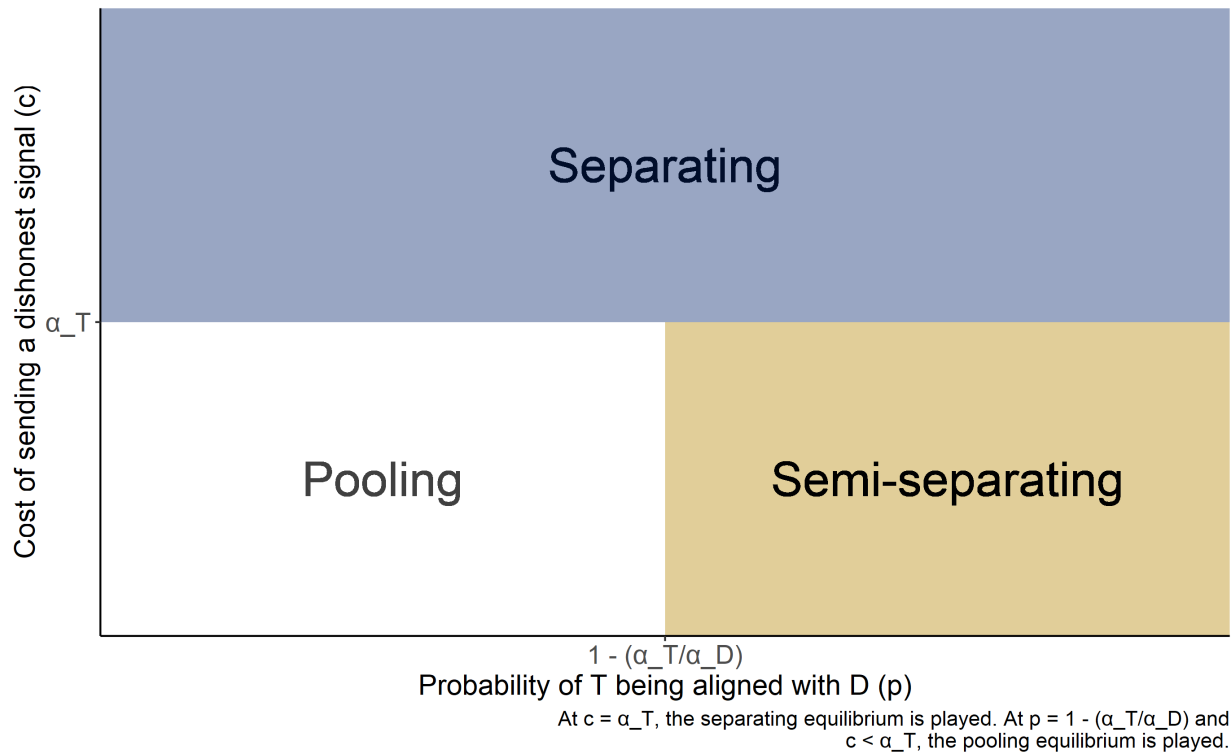 Cost of sending a dishonest signal (c)
Separating
α_T
Pooling
Semi-separating
1 - (α_T/α_D)
Probability of T being aligned with D (p)
At c = α_T, the separating equilibrium is played. At p = 1 - (α_T/α_D) and
c < α_T, the pooling equilibrium is played.